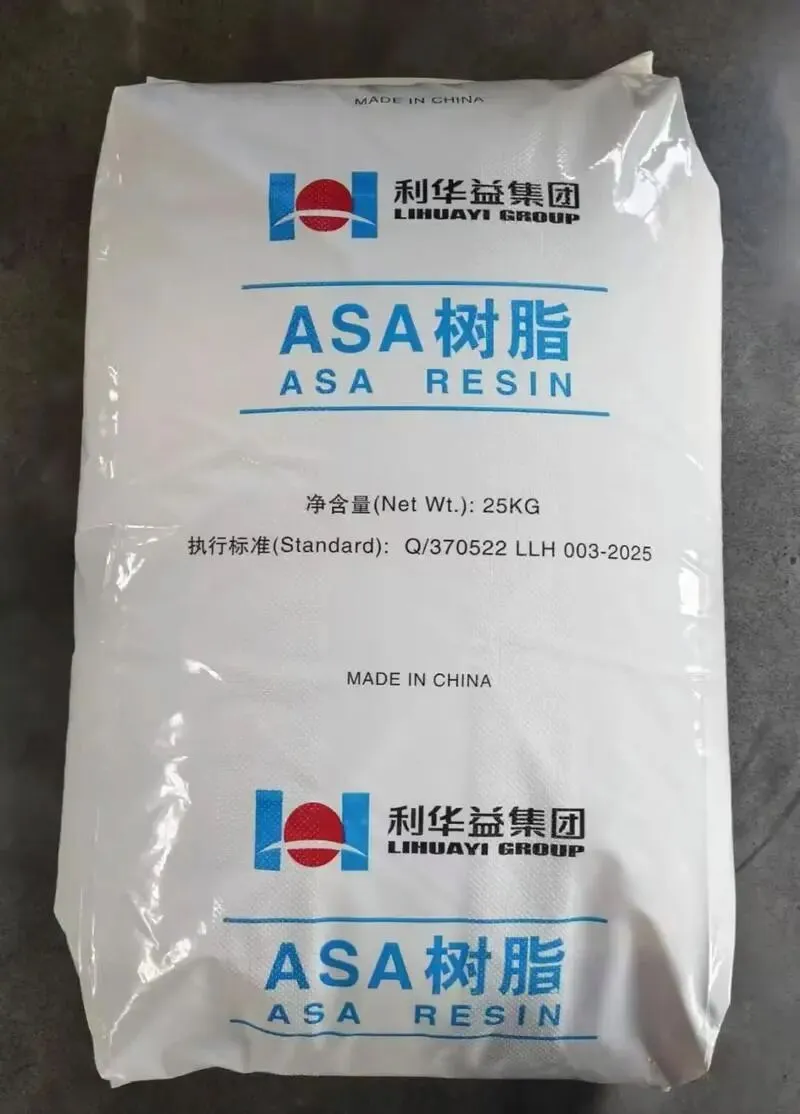 MADE IN CHINA
利华益集团
LIHUAYI GROUP
ASA树脂
ASA RESIN
净含量(Net Wt.): 25KG
执行标准(Standard): Q/370522 LLH 003-2025
MADE IN CHINA
利华益集团
LIHUAYI GROUP
ASA树脂
ASA RESIN